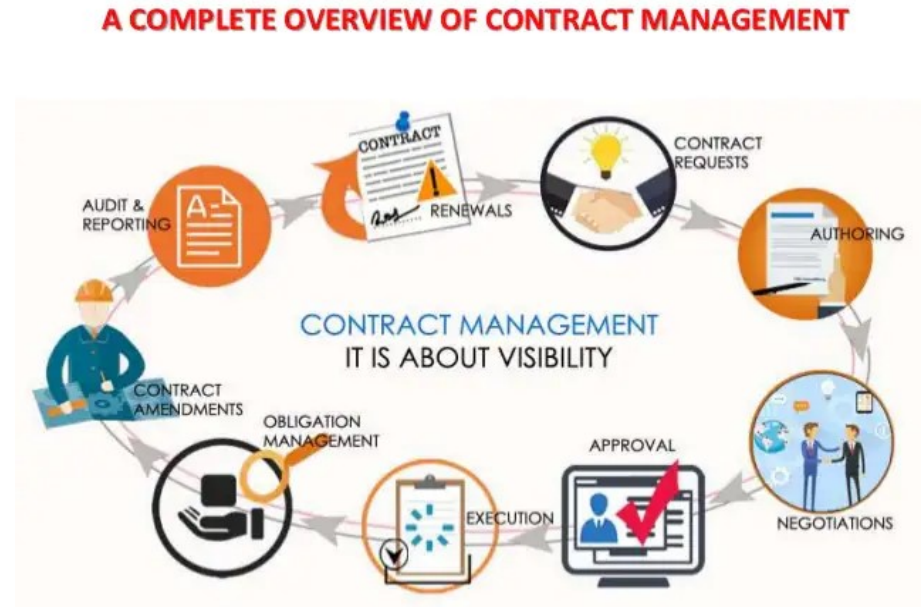 A COMPLETE OVERVIEW OF CONTRACT MANAGEMENT
CONTRACT
RENEWALS
CONTRACT
REQUESTS
AUTHORING
NEGOTIATIONS
APPROVAL
EXECUTION
OBLIGATION
MANAGEMENT
CONTRACT
AMENDMENTS
AUDIT &
REPORTING
A-
CONTRACT MANAGEMENT
IT IS ABOUT VISIBILITY